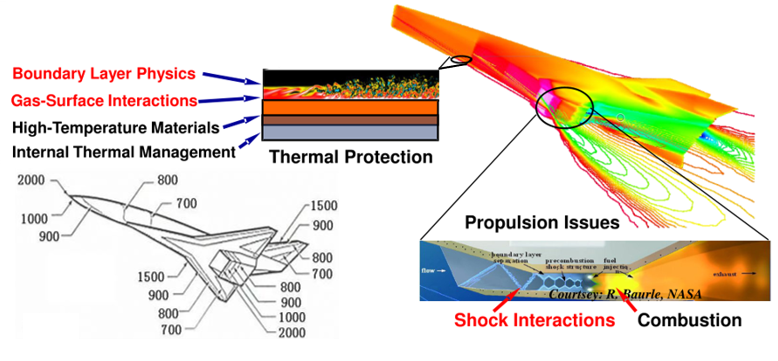 Boundary Layer Physics
Gas-Surface Interactions
High-Temperature Materials
Internal Thermal Management
Thermal Protection
2000
800
700
1000
900
1500
900
800
700
1500
900
800
700
800
900
1000
2000
Propulsion Issues
boundary layer
separation
precombustion
shock structure
fuel
injection
flow
exhaust
Courtsey: R. Baurle, NASA
Shock Interactions
Combustion